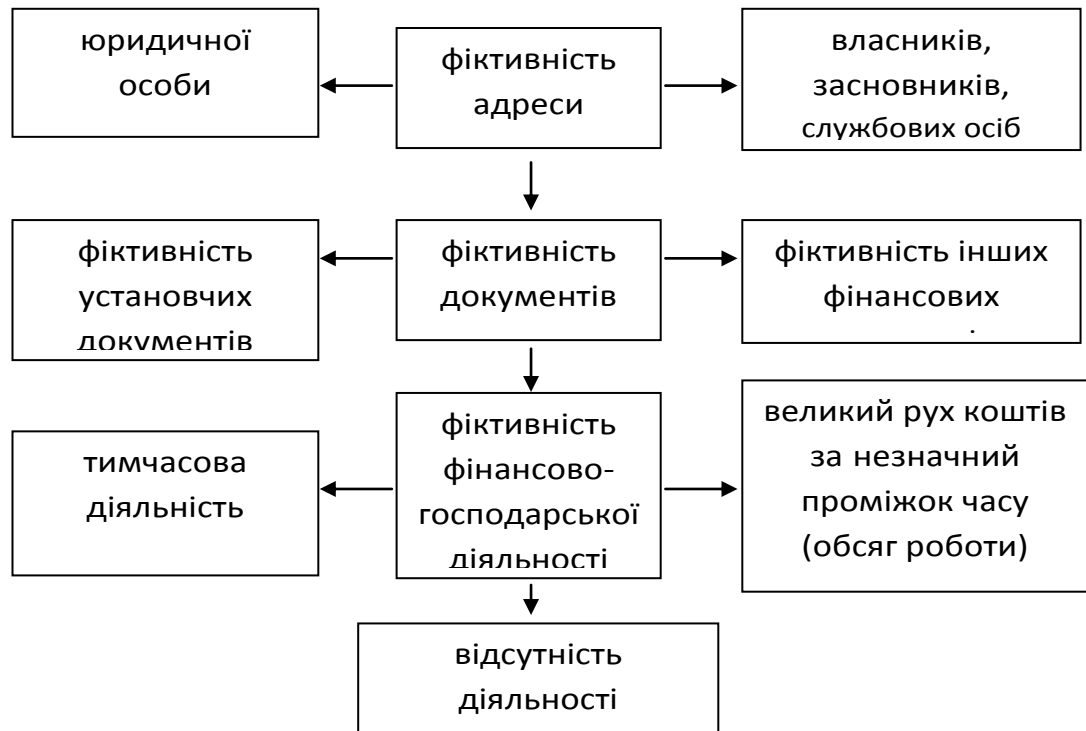 юридичної
особи
фіктивність
адреси
власників,
засновників,
службових осіб
фіктивність
установчих
документів
фіктивність
документів
фіктивність інших
фінансових
тимчасова
діяльність
фіктивність
фінансово-
господарської
діяльності
великий рух коштів
за незначний
проміжок часу
(обсяг роботи)
відсутність
діяльності